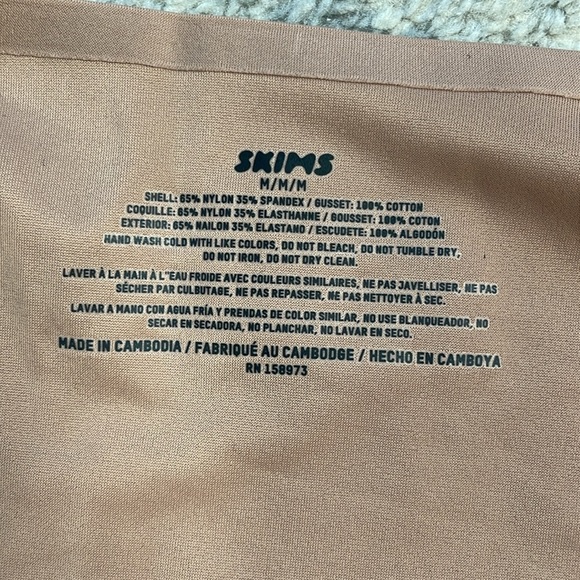 SKIMS
M/M/M
SHELL: 65% NYLON 35% SPANDEX / GUSSET: 100% COTTON
COQUILLE: 65% NYLON 35% ELASTHANNE / GOUSSET: 100% COTON
EXTERIOR: 65% NAILON 35% ELASTANO / ESCUDETE: 100% ALGODÓN
HAND WASH COLD WITH LIKE COLORS, DO NOT BLEACH, DO NOT TUMBLE DRY,
DO NOT IRON, DO NOT DRY CLEAN.
LAVER À LA MAIN À L"EAU FROIDE AVEC COULEURS SIMILAIRES, NE PAS JAVELLISER, NE PAS
SÉCHER PAR CULBUTAGE, NE PAS REPASSER, NE PAS NETTOYER À SEC.
LAVAR A MANO CON AGUA FRÍA Y PRENDAS DE COLOR SIMILAR, NO USE BLANQUEADOR, NO
SECAR EN SECADORA, NO PLANCHAR, NO LAVAR EN SECO.
MADE IN CAMBODIA / FABRIQUÉ AU CAMBODGE / HECHO EN CAMBOYA
RN 158973